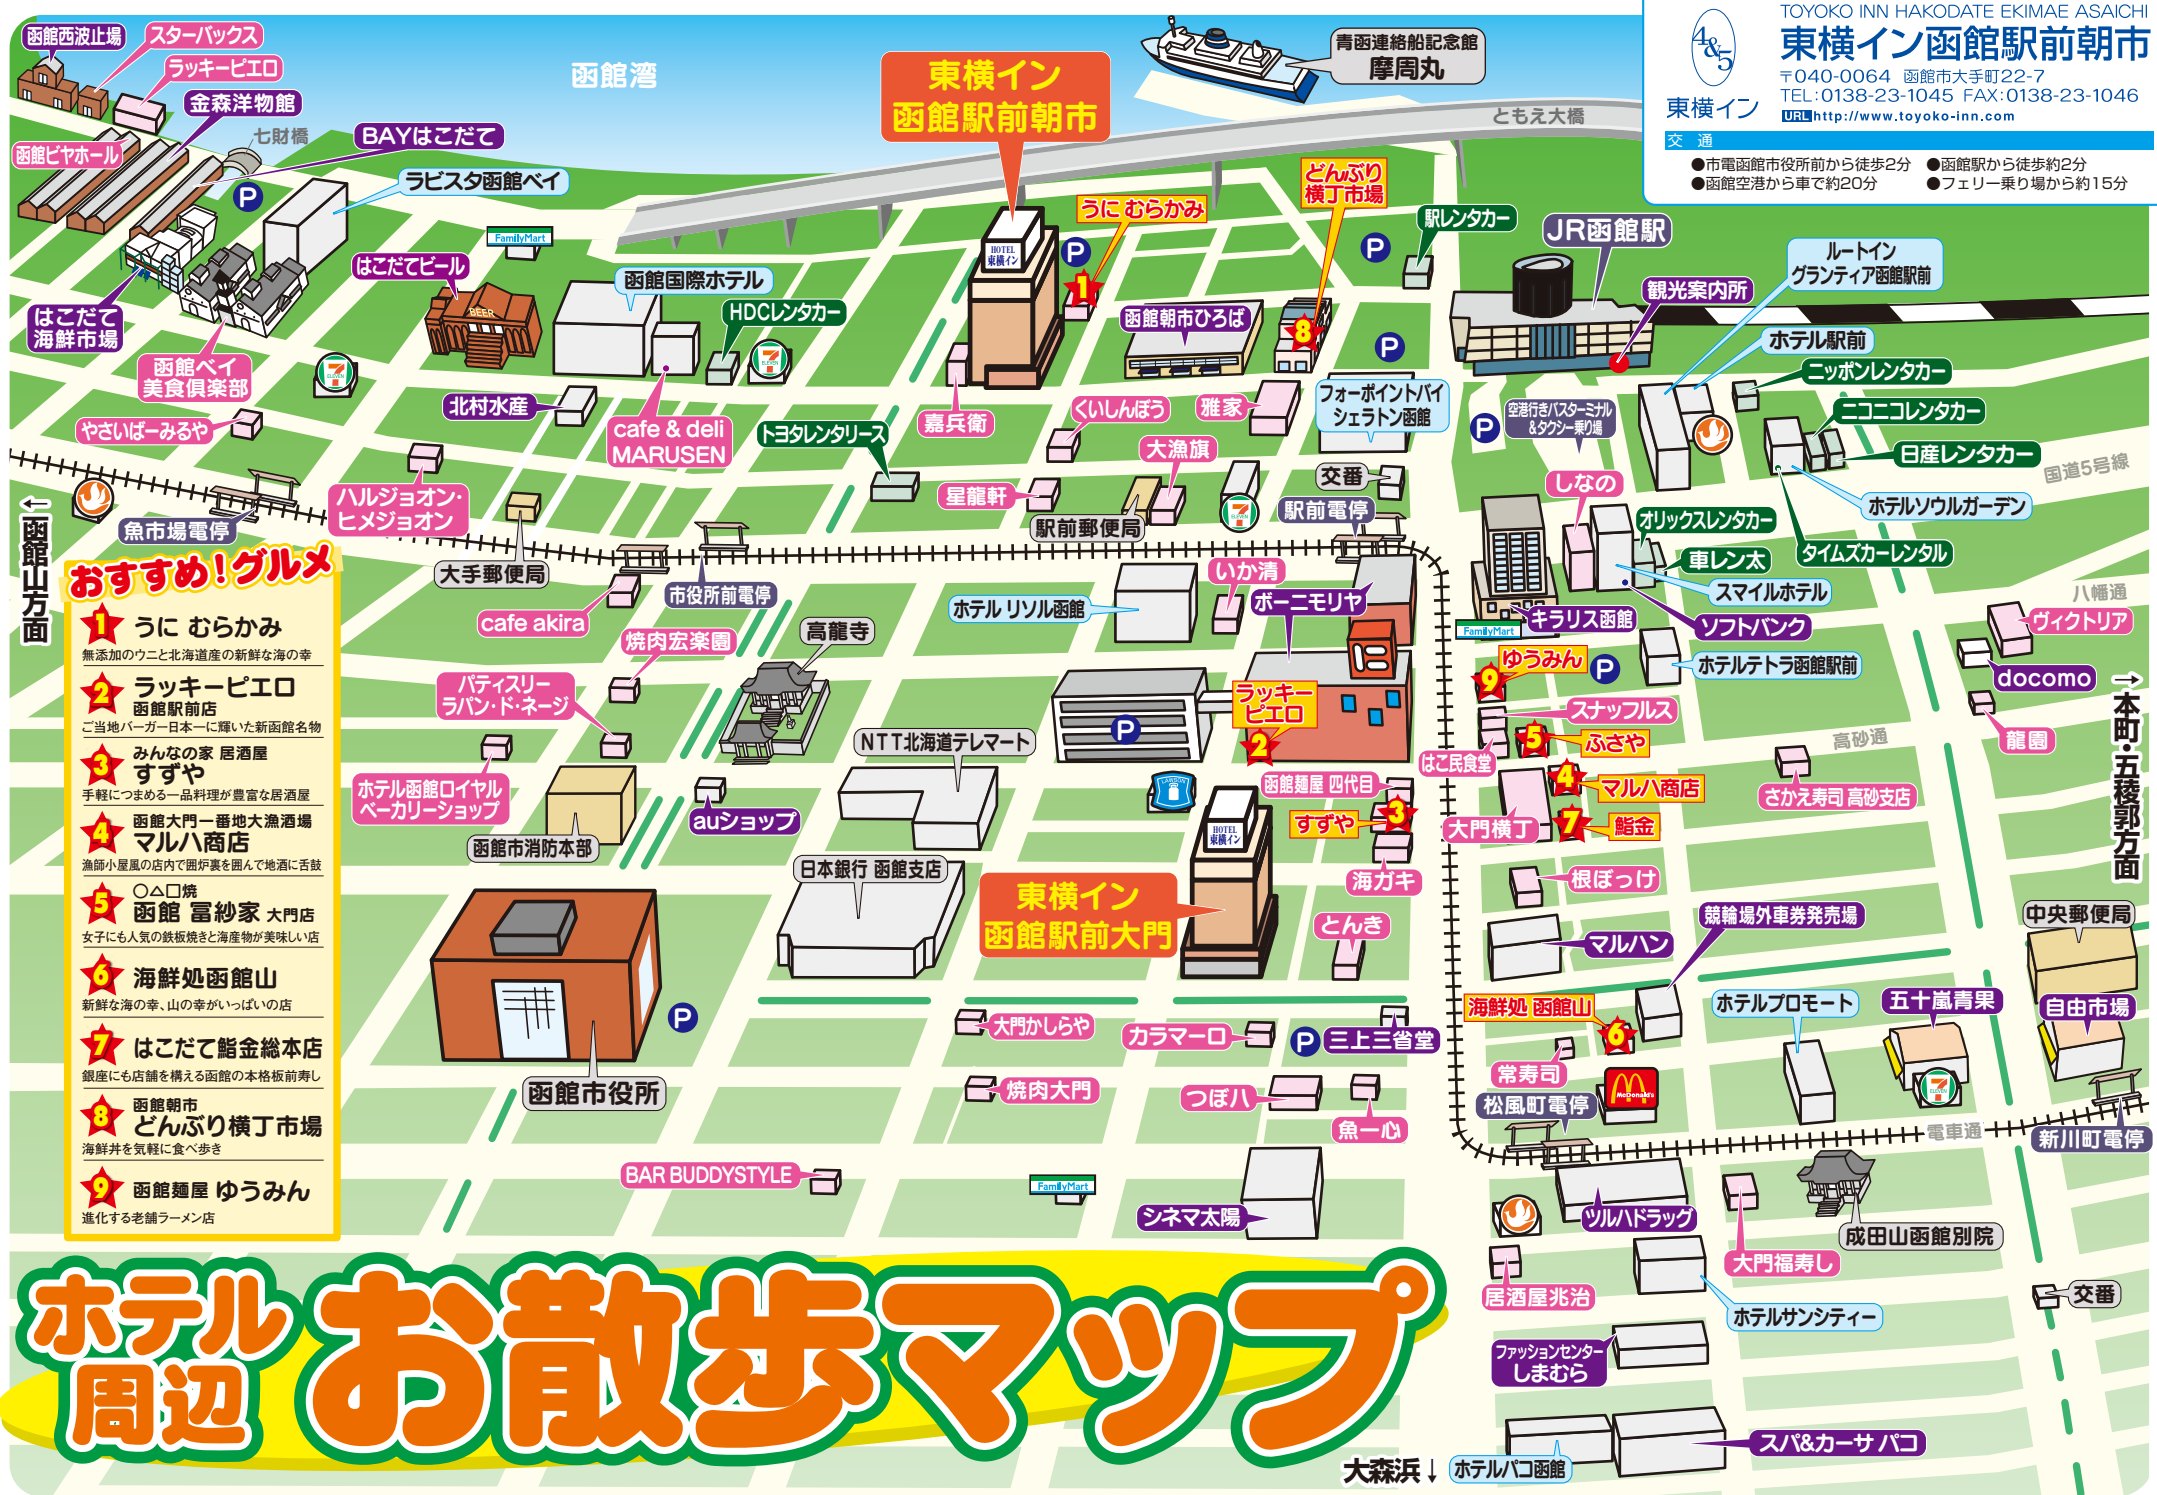 TOYOKO INN HAKODATE EKIMAE ASAICHI
東横イン函館駅前朝市
〒040-0064 函館市大手町22-7
TEL:0138-23-1045 FAX:0138-23-1046
URL http://www.toyoko-inn.com
4&5
東横イン
交 通
●市電函館市役所前から徒歩2分 ●函館駅から徒歩約2分
●函館空港から車で約20分 ●フェリー乗り場から約15分
函館西波止場
スターバックス
ラッキーピエロ
金森洋物館
函館ビヤホール
七財橋
BAYはこだて
P
ラビスタ函館ベイ
はこだて
海鮮市場
函館ベイ
美食倶楽部
函館湾
東横イン
函館駅前朝市
青函連絡船記念館
摩周丸
ともえ大橋
FamilyMart
はこだてビール
BEER
函館国際ホテル
HDCレンタカー
7
ELEVEN
7
ELEVEN
HOTEL
東横イン
うに むらかみ
P
1
どんぶり
横丁市場
8
函館朝市ひろば
P
駅レンタカー
P
JR函館駅
観光案内所
ルートイン
グランティア函館駅前
ホテル駅前
ニッポンレンタカー
ニコニコレンタカー
日産レンタカー
国道5号線
ホテルソウルガーデン
タイムズカーレンタル
やさいばーみるや
北村水産
cafe & deli
MARUSEN
トヨタレンタリース
嘉兵衛
くいしんぼう
雅家
フォーポイントバイ
シェラトン函館
P
空港行きバスターミナル
&タクシー乗り場
大漁旗
星龍軒
駅前郵便局
7
ELEVEN
交番
駅前電停
しなの
オリックスレンタカー
車レン太
スマイルホテル
ソフトバンク
キラリス函館
FamilyMart
←函館山方面
魚市場電停
ハルジョオン・
ヒメジョオン
大手郵便局
市役所前電停
cafe akira
焼肉宏楽園
高龍寺
ホテル リソル函館
いか清
ボーニモリヤ
パティスリー
ラパン・ド・ネージ
ホテル函館ロイヤル
ベーカリーショップ
函館市消防本部
auショップ
NTT北海道テレマート
日本銀行 函館支店
P
ラッキー
ピエロ
2
LAWSON
函館麺屋 四代目
すずや
3
海ガキ
HOTEL
東横イン
東横イン
函館駅前大門
とんき
ゆうみん
9
P
ホテルテトラ函館駅前
スナッフルス
はこ民食堂
5
ふさや
4
マルハ商店
大門横丁
7
鮨金
根ぼっけ
八幡通
ヴィクトリア
docomo
龍園
高砂通
さかえ寿司 高砂支店
→本町・五稜郭方面
競輪場外車券発売場
マルハン
海鮮処 函館山
6
常寿司
McDonald's
ホテルプロモート
五十嵐青果
7
ELEVEN
中央郵便局
自由市場
松風町電停
電車通
新川町電停
函館市役所
P
大門かしらや
カラマーロ
P
三上三省堂
焼肉大門
つぼ八
魚一心
BAR BUDDYSTYLE
FamilyMart
シネマ太陽
ツルハドラッグ
大門福寿し
成田山函館別院
居酒屋兆治
ホテルサンシティー
交番
ファッションセンター
しまむら
スパ&カーサ パコ
ホテルパコ函館
大森浜↓
おすすめ!グルメ
1 うに むらかみ
無添加のウニと北海道産の新鮮な海の幸
2 ラッキーピエロ
函館駅前店
ご当地バーガー日本一に輝いた新函館名物
3 みんなの家 居酒屋
すずや
手軽につまめる一品料理が豊富な居酒屋
4 函館大門一番地大漁酒場
マルハ商店
漁師小屋風の店内で囲炉裏を囲んで地酒に舌鼓
5 ○△□焼
函館 冨紗家 大門店
女子にも人気の鉄板焼きと海産物が美味しい店
6 海鮮処函館山
新鮮な海の幸、山の幸がいっぱいの店
7 はこだて鮨金総本店
銀座にも店舗を構える函館の本格板前寿し
8 函館朝市
どんぶり横丁市場
海鮮丼を気軽に食べ歩き
9 函館麺屋 ゆうみん
進化する老舗ラーメン店
ホテル
周辺
お散歩マップ